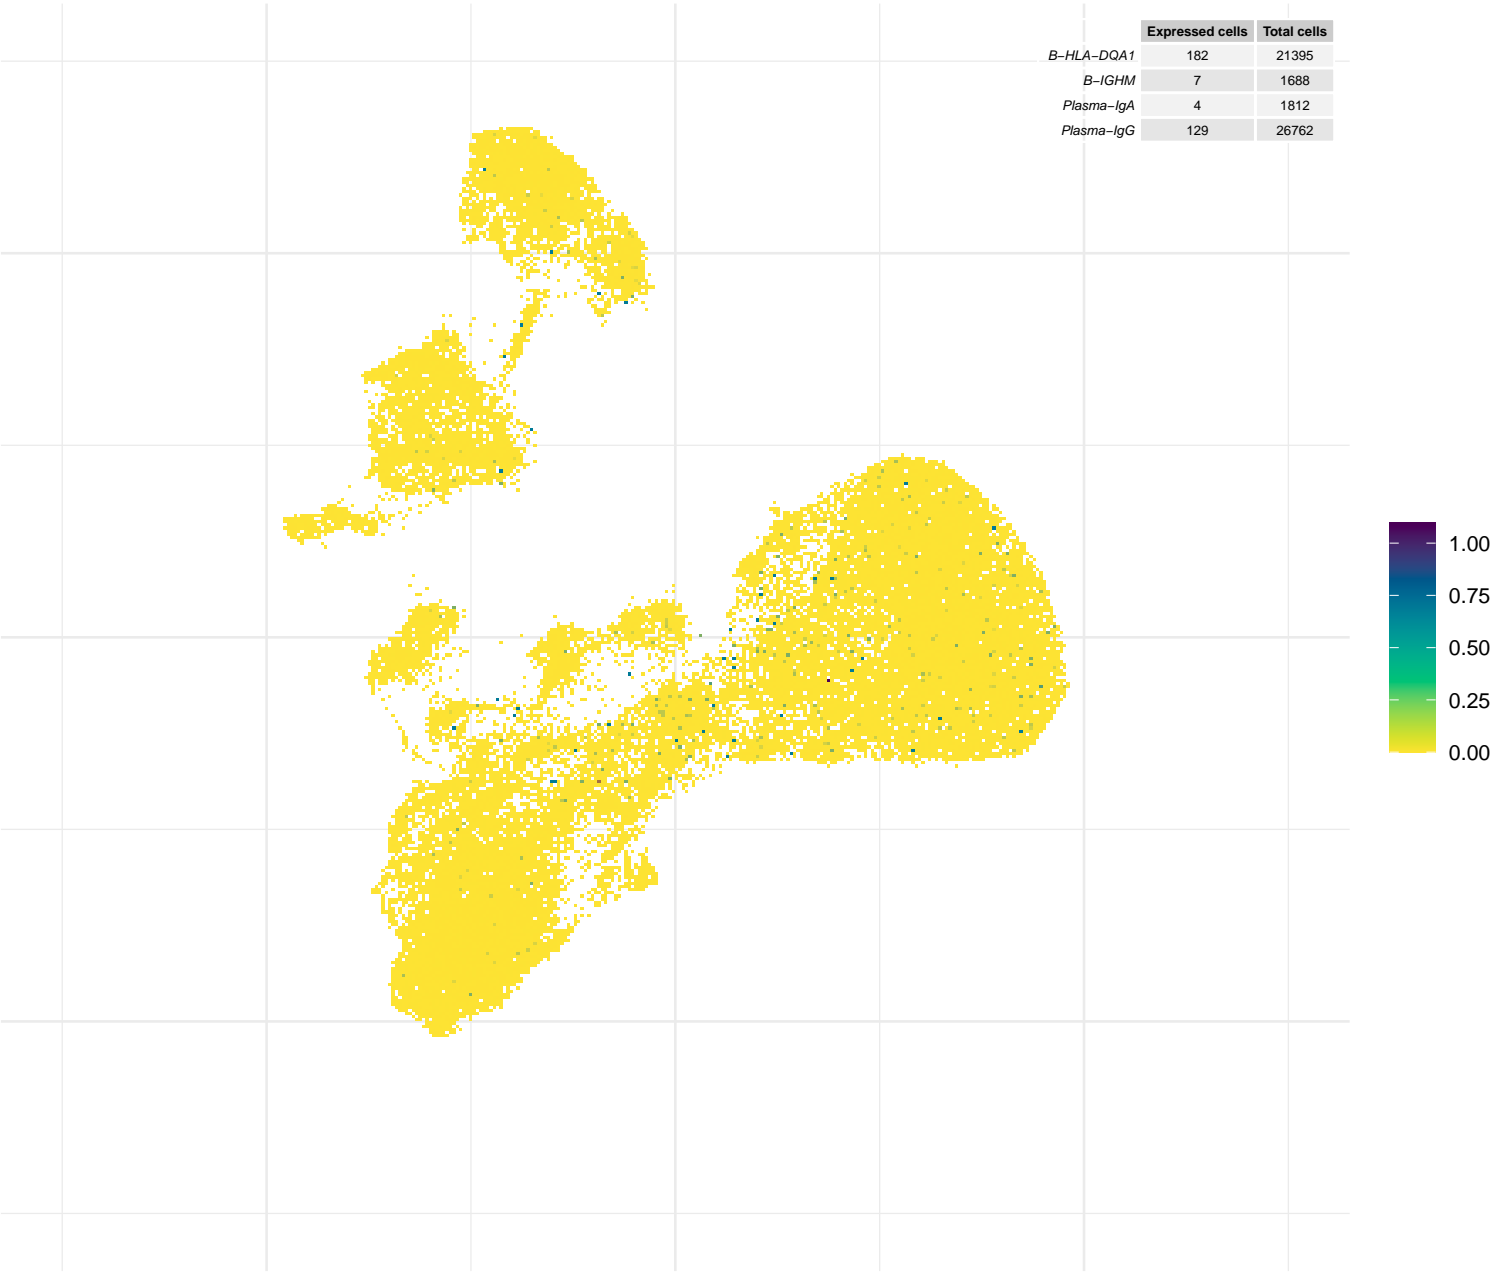 Expressed cells Total cells
B−HLA−DQA1 182 21395
B−IGHM 7 1688
Plasma−IgA 4 1812
Plasma−IgG 129 26762
1.00
0.75
0.50
0.25
0.00